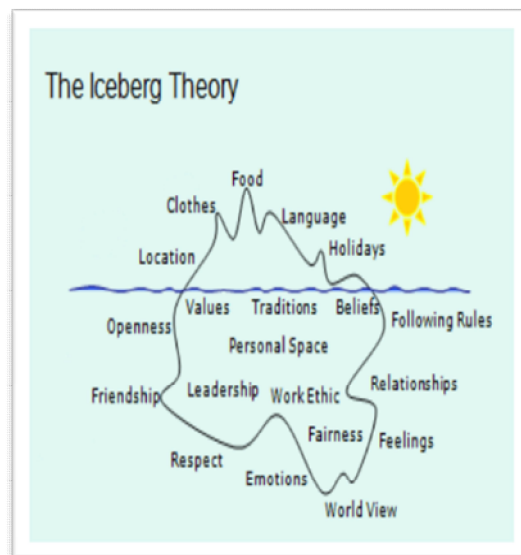 The Iceberg Theory
Food
Clothes
Language
Holidays
Location
Values Traditions Beliefs
Openness
Following Rules
Personal Space
Relationships
Friendship
Leadership
Work Ethic
Fairness
Feelings
Respect
Emotions
World View